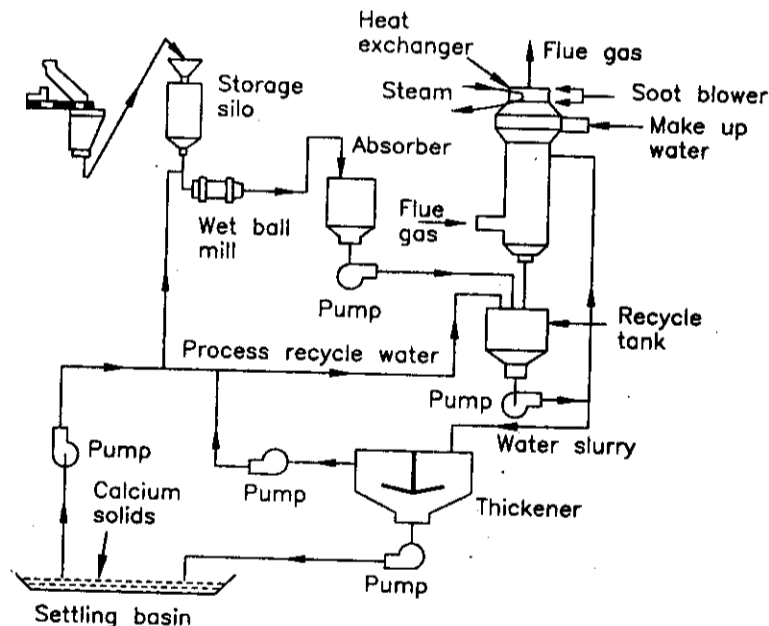 Heat
exchanger
Flue gas
Storage
silo
Steam
Soot blower
Absorber
Make up
water
Wet ball
mill
Flue
gas
Pump
Recycle
tank
Process recycle water
Pump
Pump
Water slurry
Calcium
solids
Pump
Thickener
Pump
Settling basin